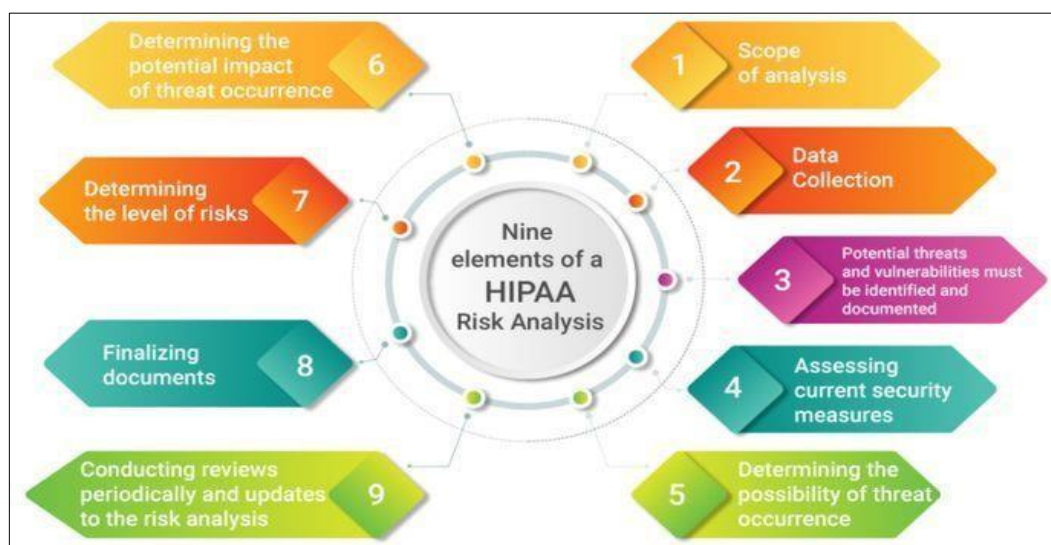 Nine
elements of a
HIPAA
Risk Analysis
1
Scope
of analysis
2
Data
Collection
3
Potential threats
and vulnerabilities must
be identified and
documented
4
Assessing
current security
measures
5
Determining the
possibility of threat
occurrence
6
Determining the
potential impact
of threat occurrence
7
Determining
the level of risks
8
Finalizing
documents
9
Conducting reviews
periodically and updates
to the risk analysis